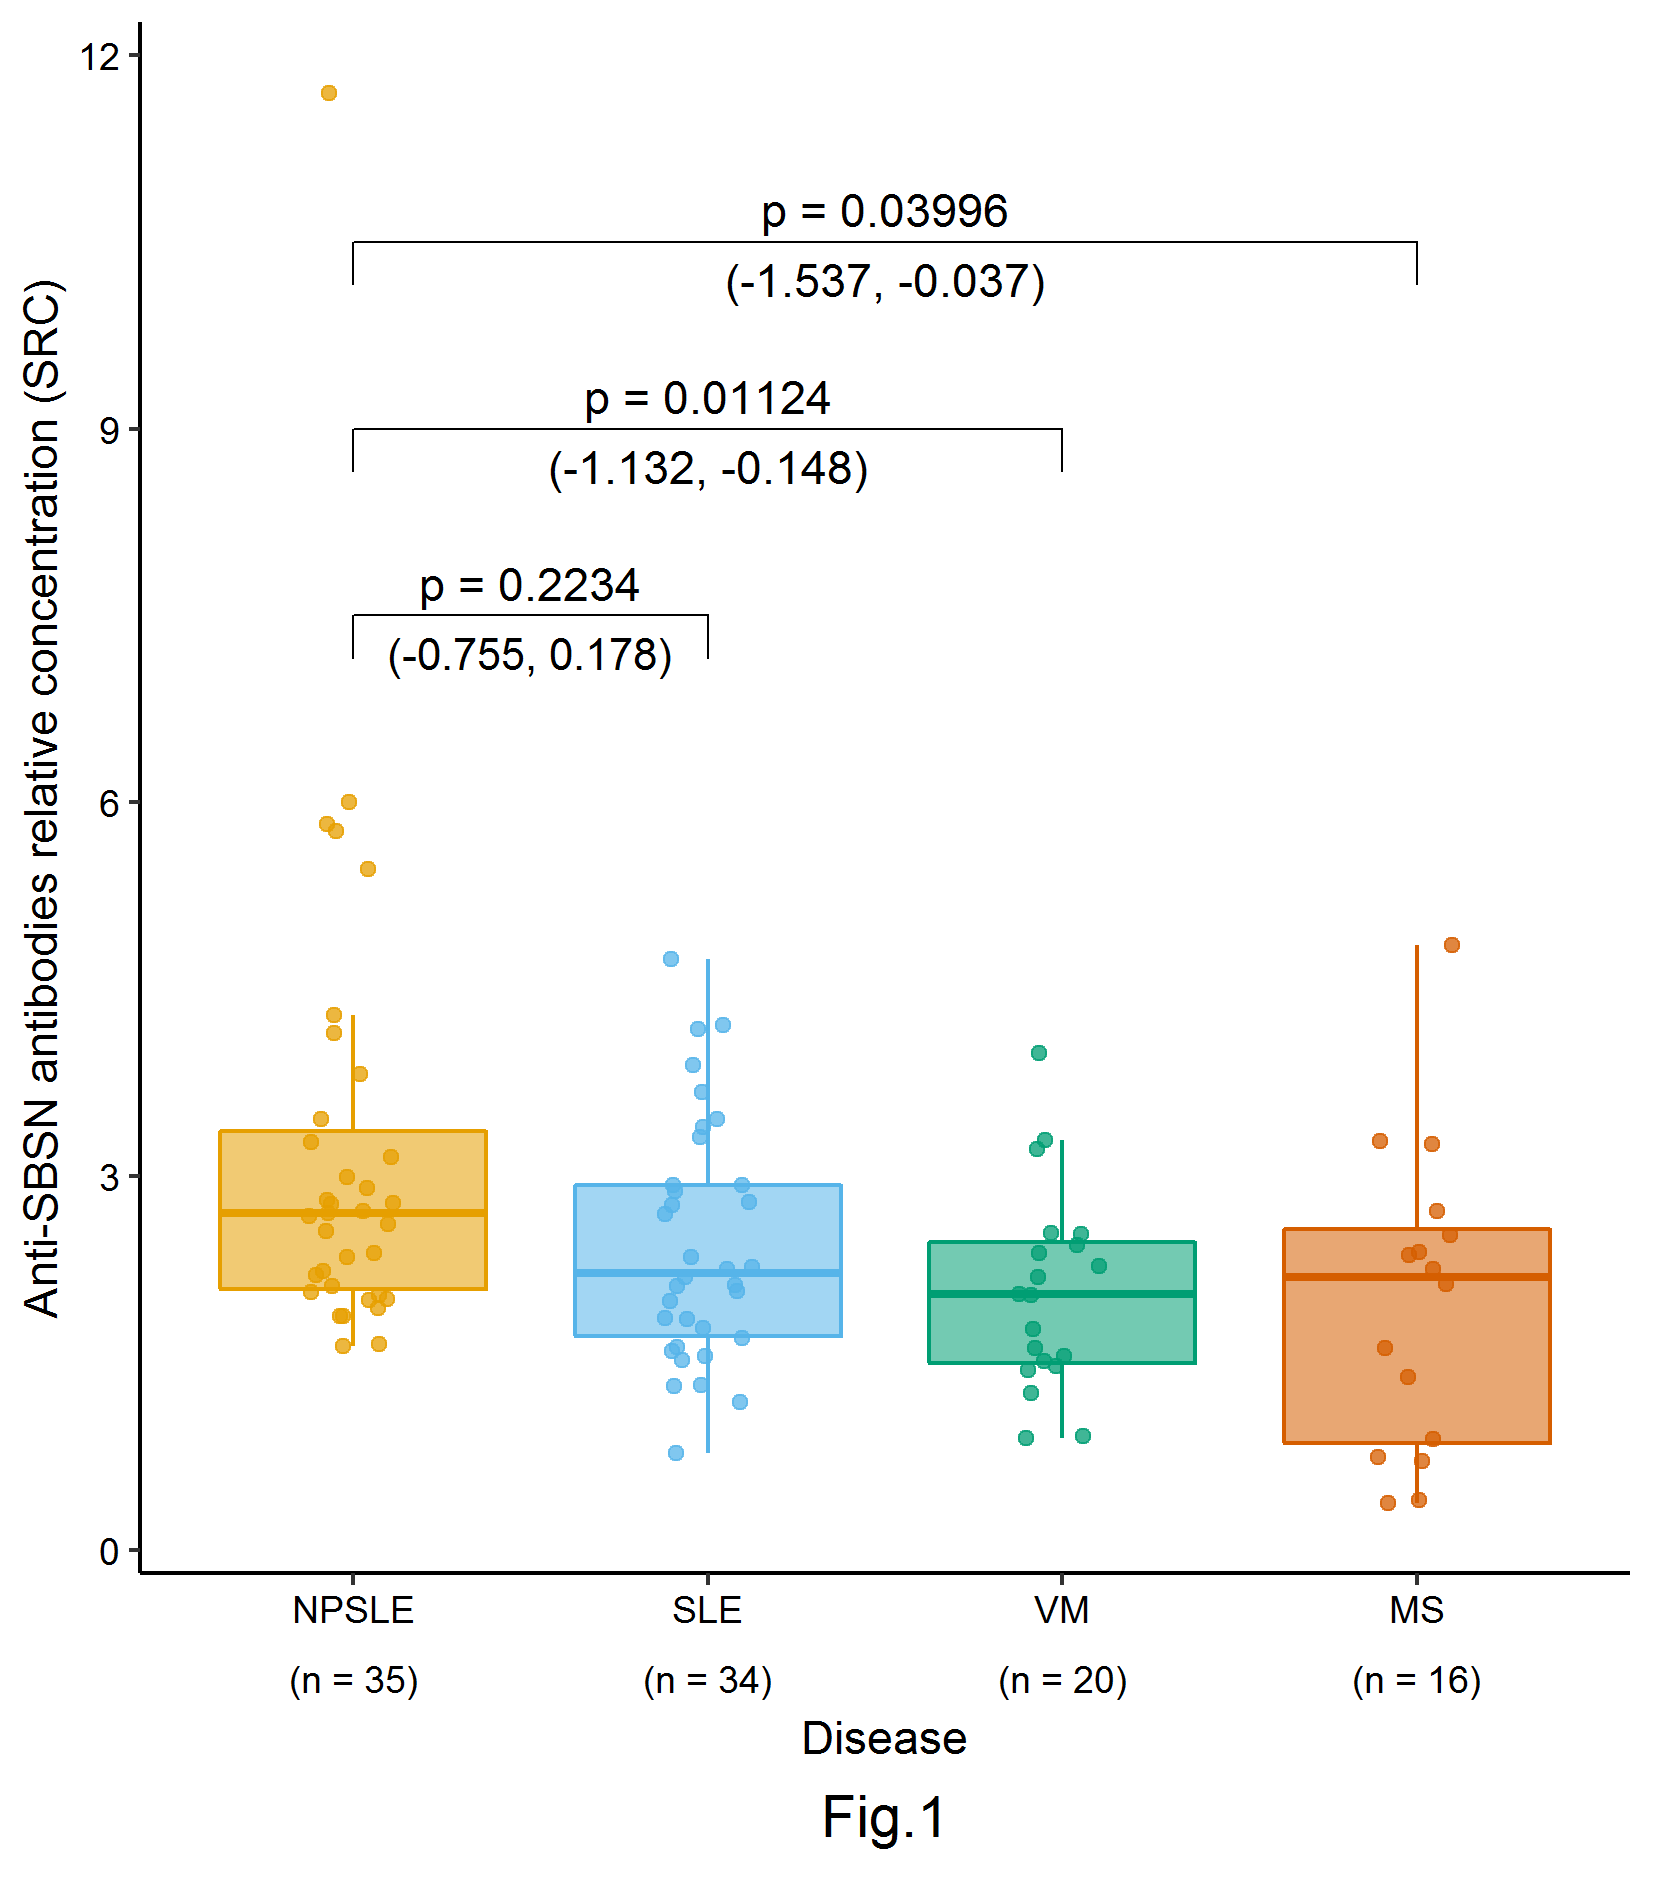 12
p = 0.03996
(-1.537, -0.037)
p = 0.01124
9
(-1.132, -0.148)
p = 0.2234
(-0.755, 0.178)
6
3
0
Anti-SBSN antibodies relative concentration (SRC)
NPSLE SLE VM MS
(n = 35) (n = 34) (n = 20) (n = 16)
Disease
Fig.1